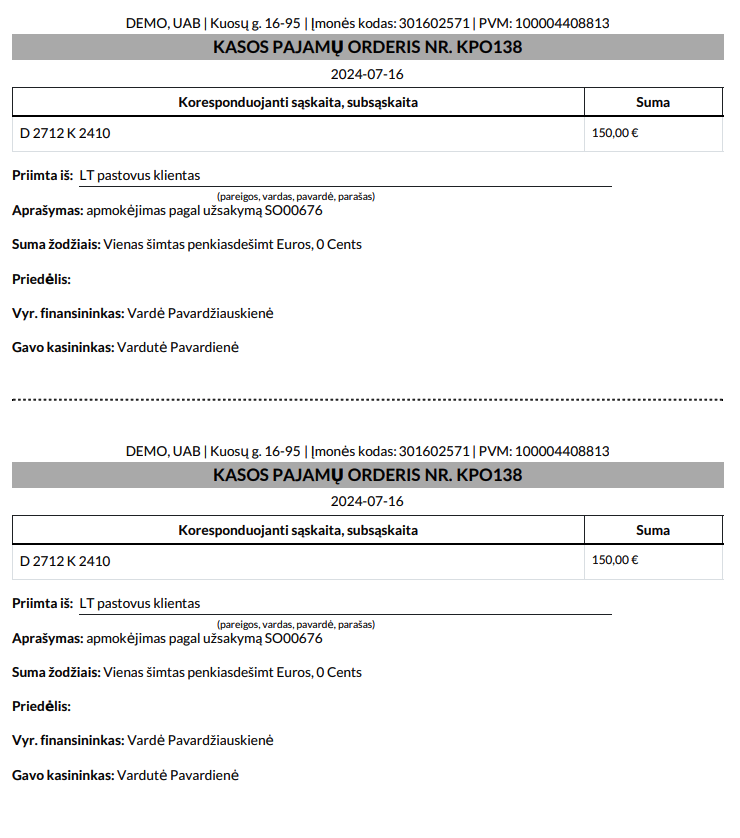 DEMO, UAB | Kuosų g. 16-95 | Įmonės kodas: 301602571 | PVM: 100004408813
KASOS PAJAMŲ ORDERIS NR. KPO138
2024-07-16
Koresponduojanti sąskaita, subsąskaita Suma
D 2712 K 2410 150,00 €
Priimta iš: LT pastovus klientas
(pareigos, vardas, pavardė, parašas)
Aprašymas: apmokėjimas pagal užsakymą SO00676
Suma žodžiais: Vienas šimtas penkiasdešimt Euros, 0 Cents
Priedėlis:
Vyr. finansininkas: Vardė Pavardžiauskienė
Gavo kasininkas: Vardutė Pavardienė
DEMO, UAB | Kuosų g. 16-95 | Įmonės kodas: 301602571 | PVM: 100004408813
KASOS PAJAMŲ ORDERIS NR. KPO138
2024-07-16
Koresponduojanti sąskaita, subsąskaita Suma
D 2712 K 2410 150,00 €
Priimta iš: LT pastovus klientas
(pareigos, vardas, pavardė, parašas)
Aprašymas: apmokėjimas pagal užsakymą SO00676
Suma žodžiais: Vienas šimtas penkiasdešimt Euros, 0 Cents
Priedėlis:
Vyr. finansininkas: Vardė Pavardžiauskienė
Gavo kasininkas: Vardutė Pavardienė